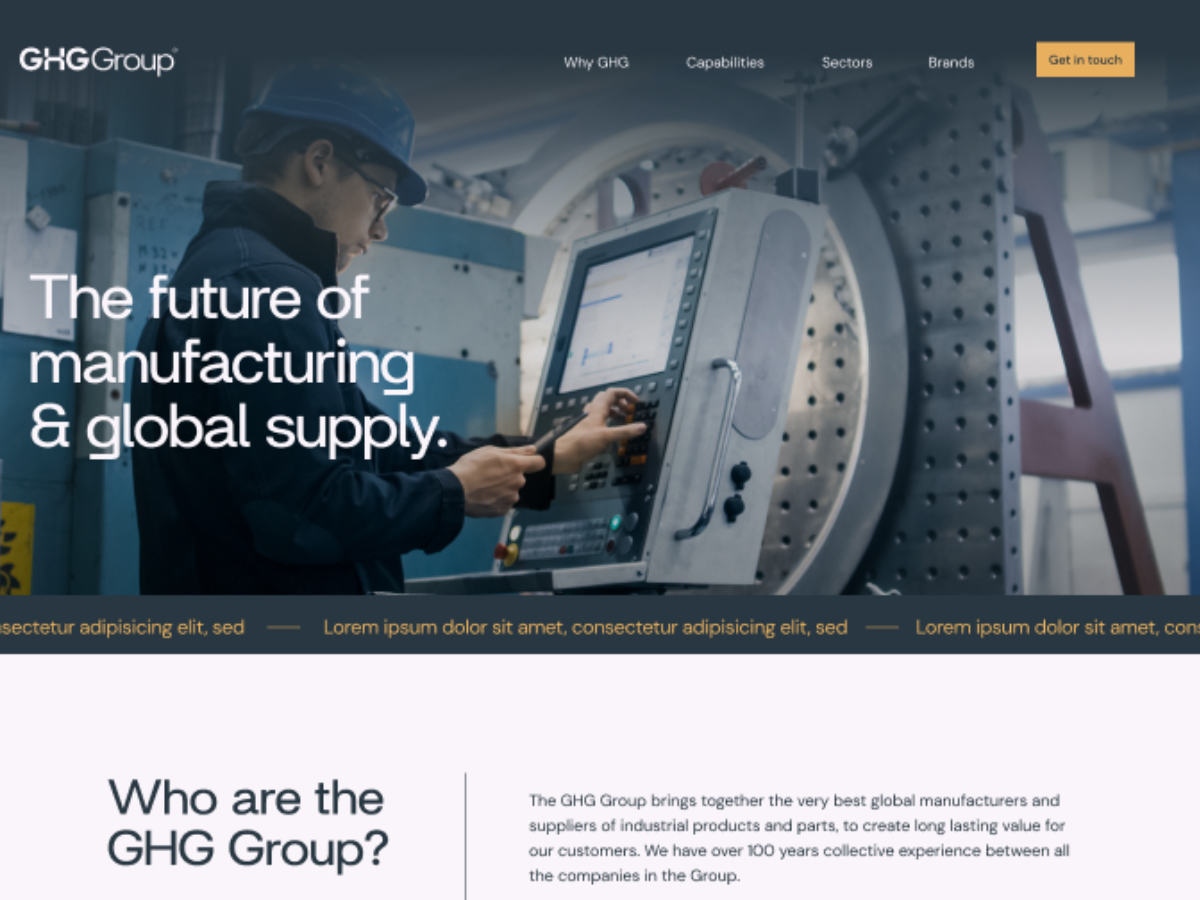 GHG Group
Why GHG
Capabilities
Sectors
Brands
Get in touch
The future of
manufacturing
& global supply.
adipisicing elit, sed
Lorem ipsum dolor sit amet, consectetur adipisicing elit, sed
Lorem ipsum dolor sit amet,
Who are the
GHG Group?
The GHG Group brings together the very best global manufacturers and
suppliers of industrial products and parts, to create long lasting value for
our customers. We have over 100 years collective experience between all
the companies in the Group.